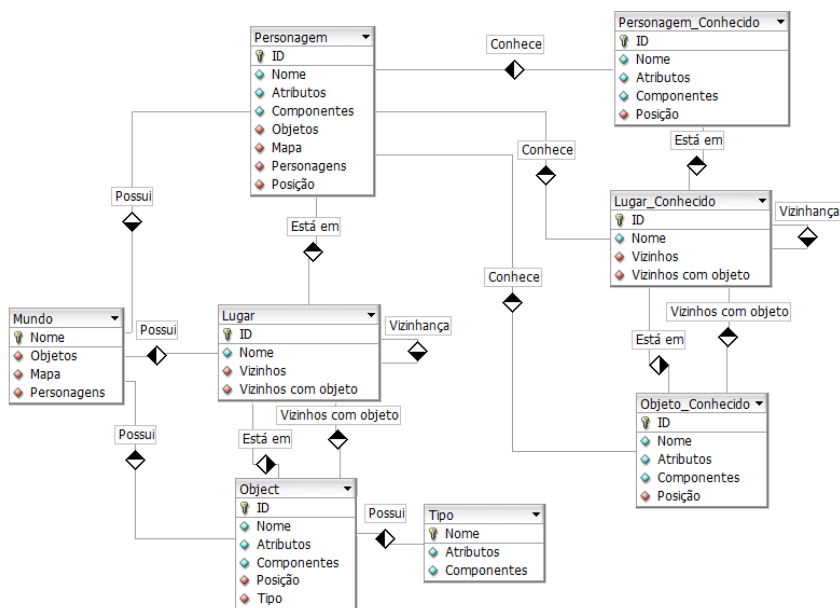 Personagem
ID
Nome
Atributos
Componentes
Objetos
Mapa
Personagens
Posição
Conhece
Personagem_Conhecido
ID
Nome
Atributos
Componentes
Posição
Está em
Conhece
Possui
Está em
Conhece
Lugar_Conhecido
ID
Nome
Vizinhos
Vizinhos com objeto
Vizinhança
Mundo
Nome
Objetos
Mapa
Personagens
Possui
Lugar
ID
Nome
Vizinhos
Vizinhos com objeto
Vizinhança
Vizinhos com objeto
Está em
Possui
Está em
Vizinhos com objeto
Objeto_Conhecido
ID
Nome
Atributos
Componentes
Posição
Object
ID
Nome
Atributos
Componentes
Posição
Tipo
Possui
Tipo
Nome
Atributos
Componentes